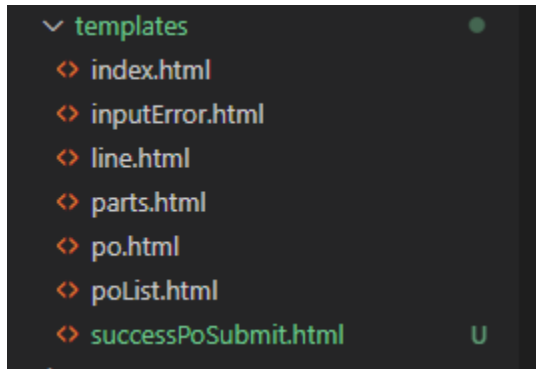 templates
index.html
inputError.html
line.html
parts.html
po.html
poList.html
successPoSubmit.html U